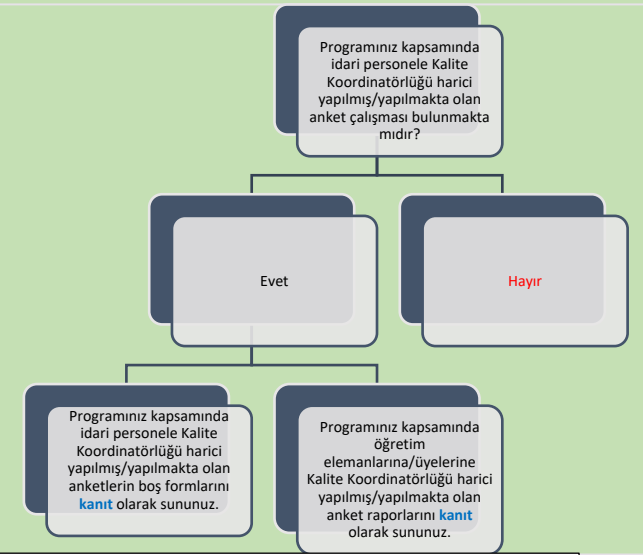 Programınız kapsamında
idari personele Kalite
Koordinatörlüğü harici
yapılmış/yapılmakta olan
anket çalışması bulunmakta
mıdır?
Evet
Hayır
Programınız kapsamında
idari personele Kalite
Koordinatörlüğü harici
yapılmış/yapılmakta olan
anketlerin boş formlarını
kanıt olarak sununuz.
Programınız kapsamında
öğretim
elemanlarına/üyelerine
Kalite Koordinatörlüğü harici
yapılmış/yapılmakta olan
anket raporlarını kanıt
olarak sununuz.